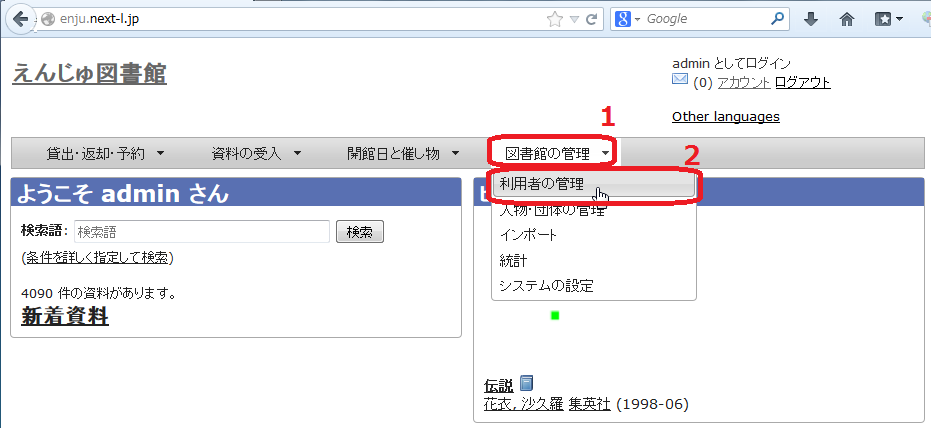 enju.next-l.jp
Google
えんじゅ図書館
admin としてログイン
(0) アカウント ログアウト
Other languages
1
貸出・返却・予約 資料の受入 開館日と催し物 図書館の管理
2
利用者の管理
人物・団体の管理
インポート
統計
システムの設定
ようこそ admin さん
検索語: 検索語 検索
(条件を詳しく指定して検索)
4090 件の資料があります。
新着資料
伝説
花衣, 沙久羅 集英社 (1998-06)